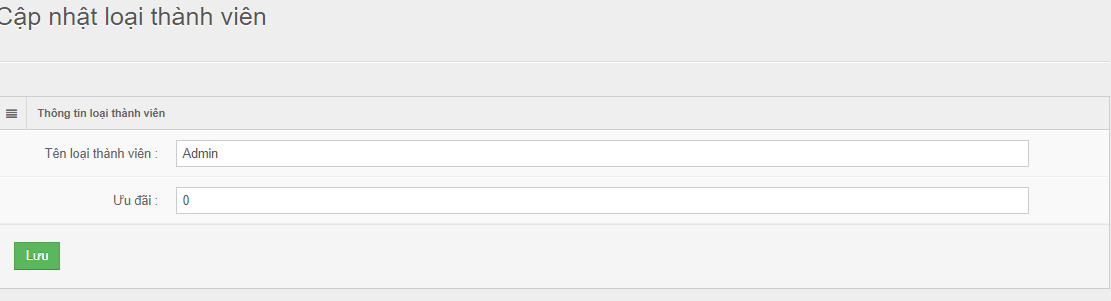 Cập nhật loại thành viên
Thông tin loại thành viên
Tên loại thành viên : Admin
Ưu đãi : 0
Lưu